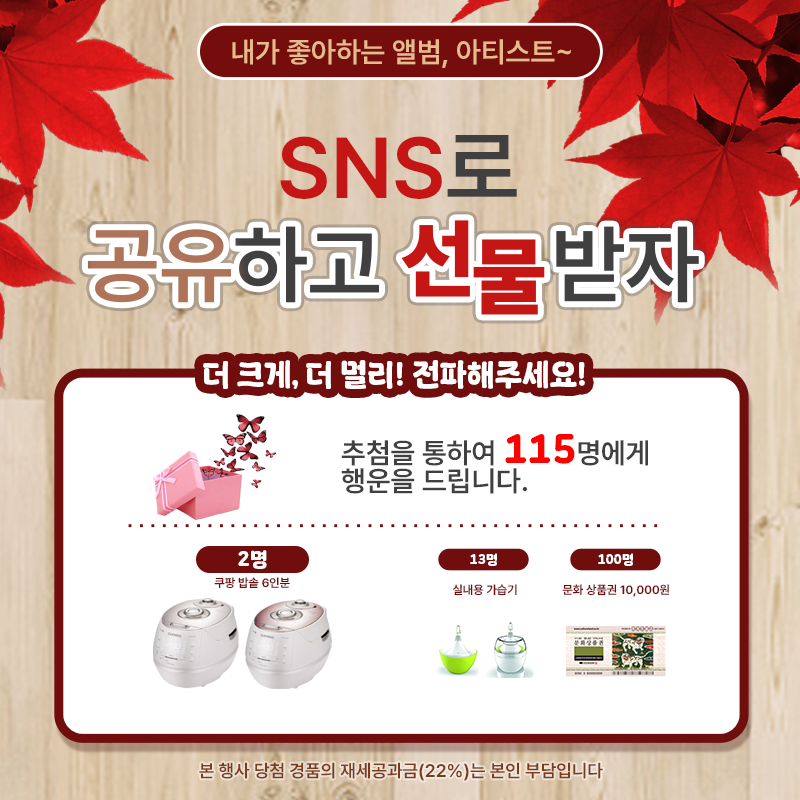 내가 좋아하는 앨범, 아티스트~
SNS로
공유하고 선물받자
더 크게, 더 멀리! 전파해주세요!
추첨을 통하여 115명에게
행운을 드립니다.
2명
쿠팡 밥솥 6인분
13명
실내용 가습기
100명
문화 상품권 10,000원
문화상품권
본 행사 당첨 경품의 재세공과금(22%)는 본인 부담입니다